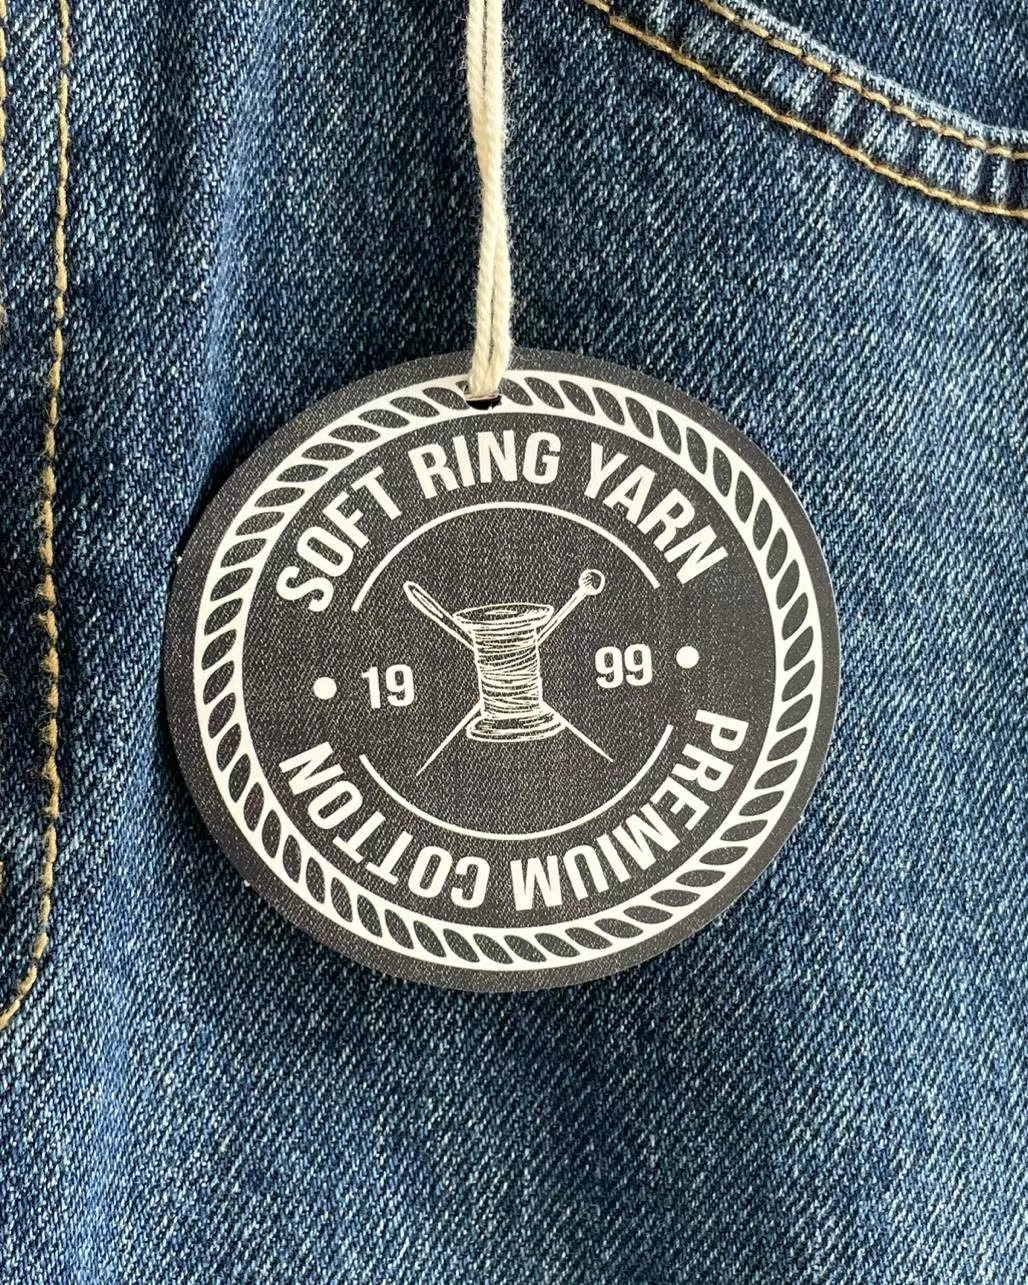 SOFT RING YARN
19 99
PREMIUM COTTON